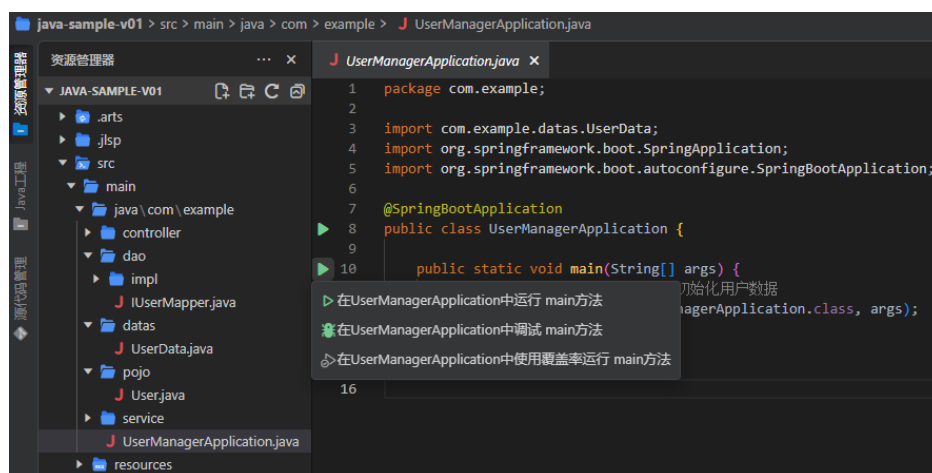 java-sample-v01 > src > main > java > com > example > J UserManagerApplication.java
资源管理器
Java工程
源代码管理
资源管理器 ··· ×
JAVA-SAMPLE-V01
.arts
.jlsp
src
main
java\com\example
controller
dao
impl
J IUserMapper.java
datas
J UserData.java
pojo
J User.java
service
J UserManagerApplication.java
resources
J UserManagerApplication.java ×
1 package com.example;
2
3 import com.example.datas.UserData;
4 import org.springframework.boot.SpringApplication;
5 import org.springframework.boot.autoconfigure.SpringBootApplication;
6
7 @SpringBootApplication
8 public class UserManagerApplication {
9
10 public static void main(String[] args) {
初始化用户数据
nagerApplication.class, args);
在UserManagerApplication中运行 main方法
在UserManagerApplication中调试 main方法
在UserManagerApplication中使用覆盖率运行 main方法
16